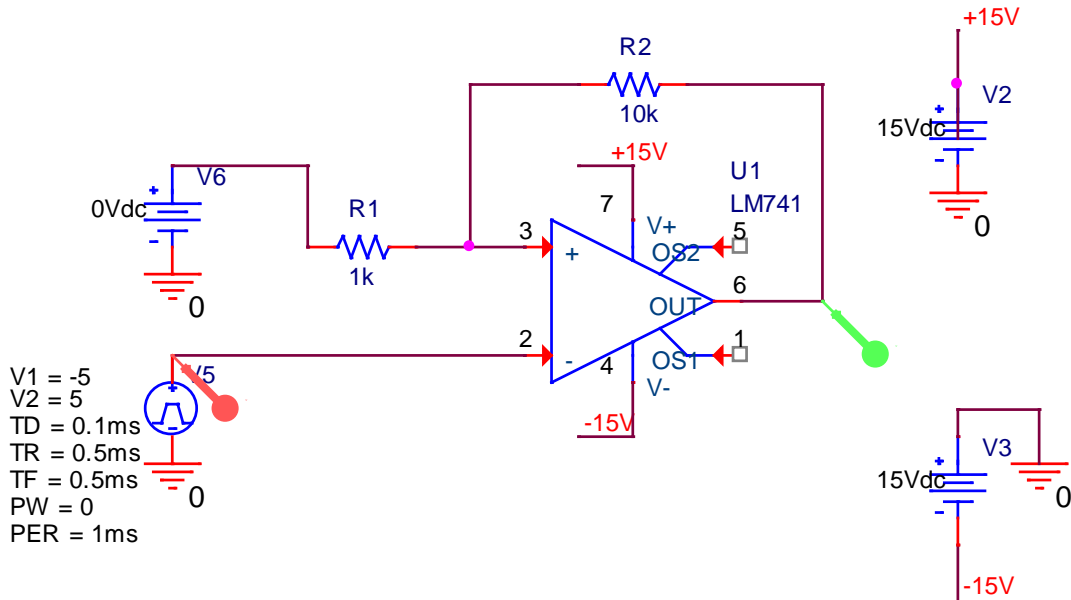 +15V
R2
V2
10k
15Vdc
+15V
U1
V6
LM741
0Vdc
R1
7
0
3
V+
5
OS2
+
1k
6
0
OUT
2
1
-
4
OS1
V5
V-
V1 = -5
V2 = 5
TD = 0.1ms
-15V
TR = 0.5ms
TF = 0.5ms
0
PW = 0
PER = 1ms
V3
15Vdc
0
-15V